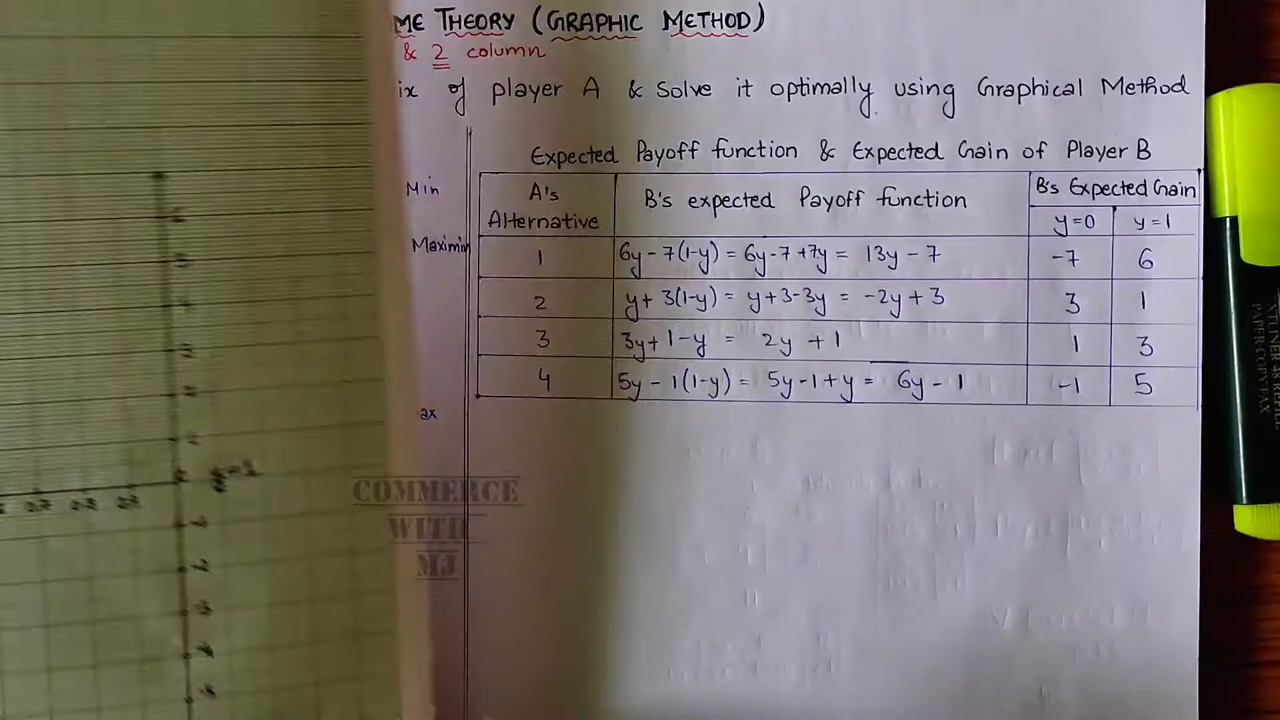 ME THEORY (GRAPHIC METHOD)
& 2 column
ix of player A & Solve it optimally using Graphical Method
Expected Payoff function & Expected Gain of Player B
Min
Maximin
ax
A's Alternative | B's expected Payoff function | B's Expected Gain
y=0 | y=1
1 | 6y - 7(1-y) = 6y-7+7y = 13y - 7 | -7 | 6
2 | y+ 3(1-y) = y+3-3y = -2y+3 | 3 | 1
3 | 3y+1-y = 2y +1 | 1 | 3
4 | 5y - 1(1-y) = 5y-1+y = 6y - 1 | -1 | 5
COMMERCE
WITH
MJ